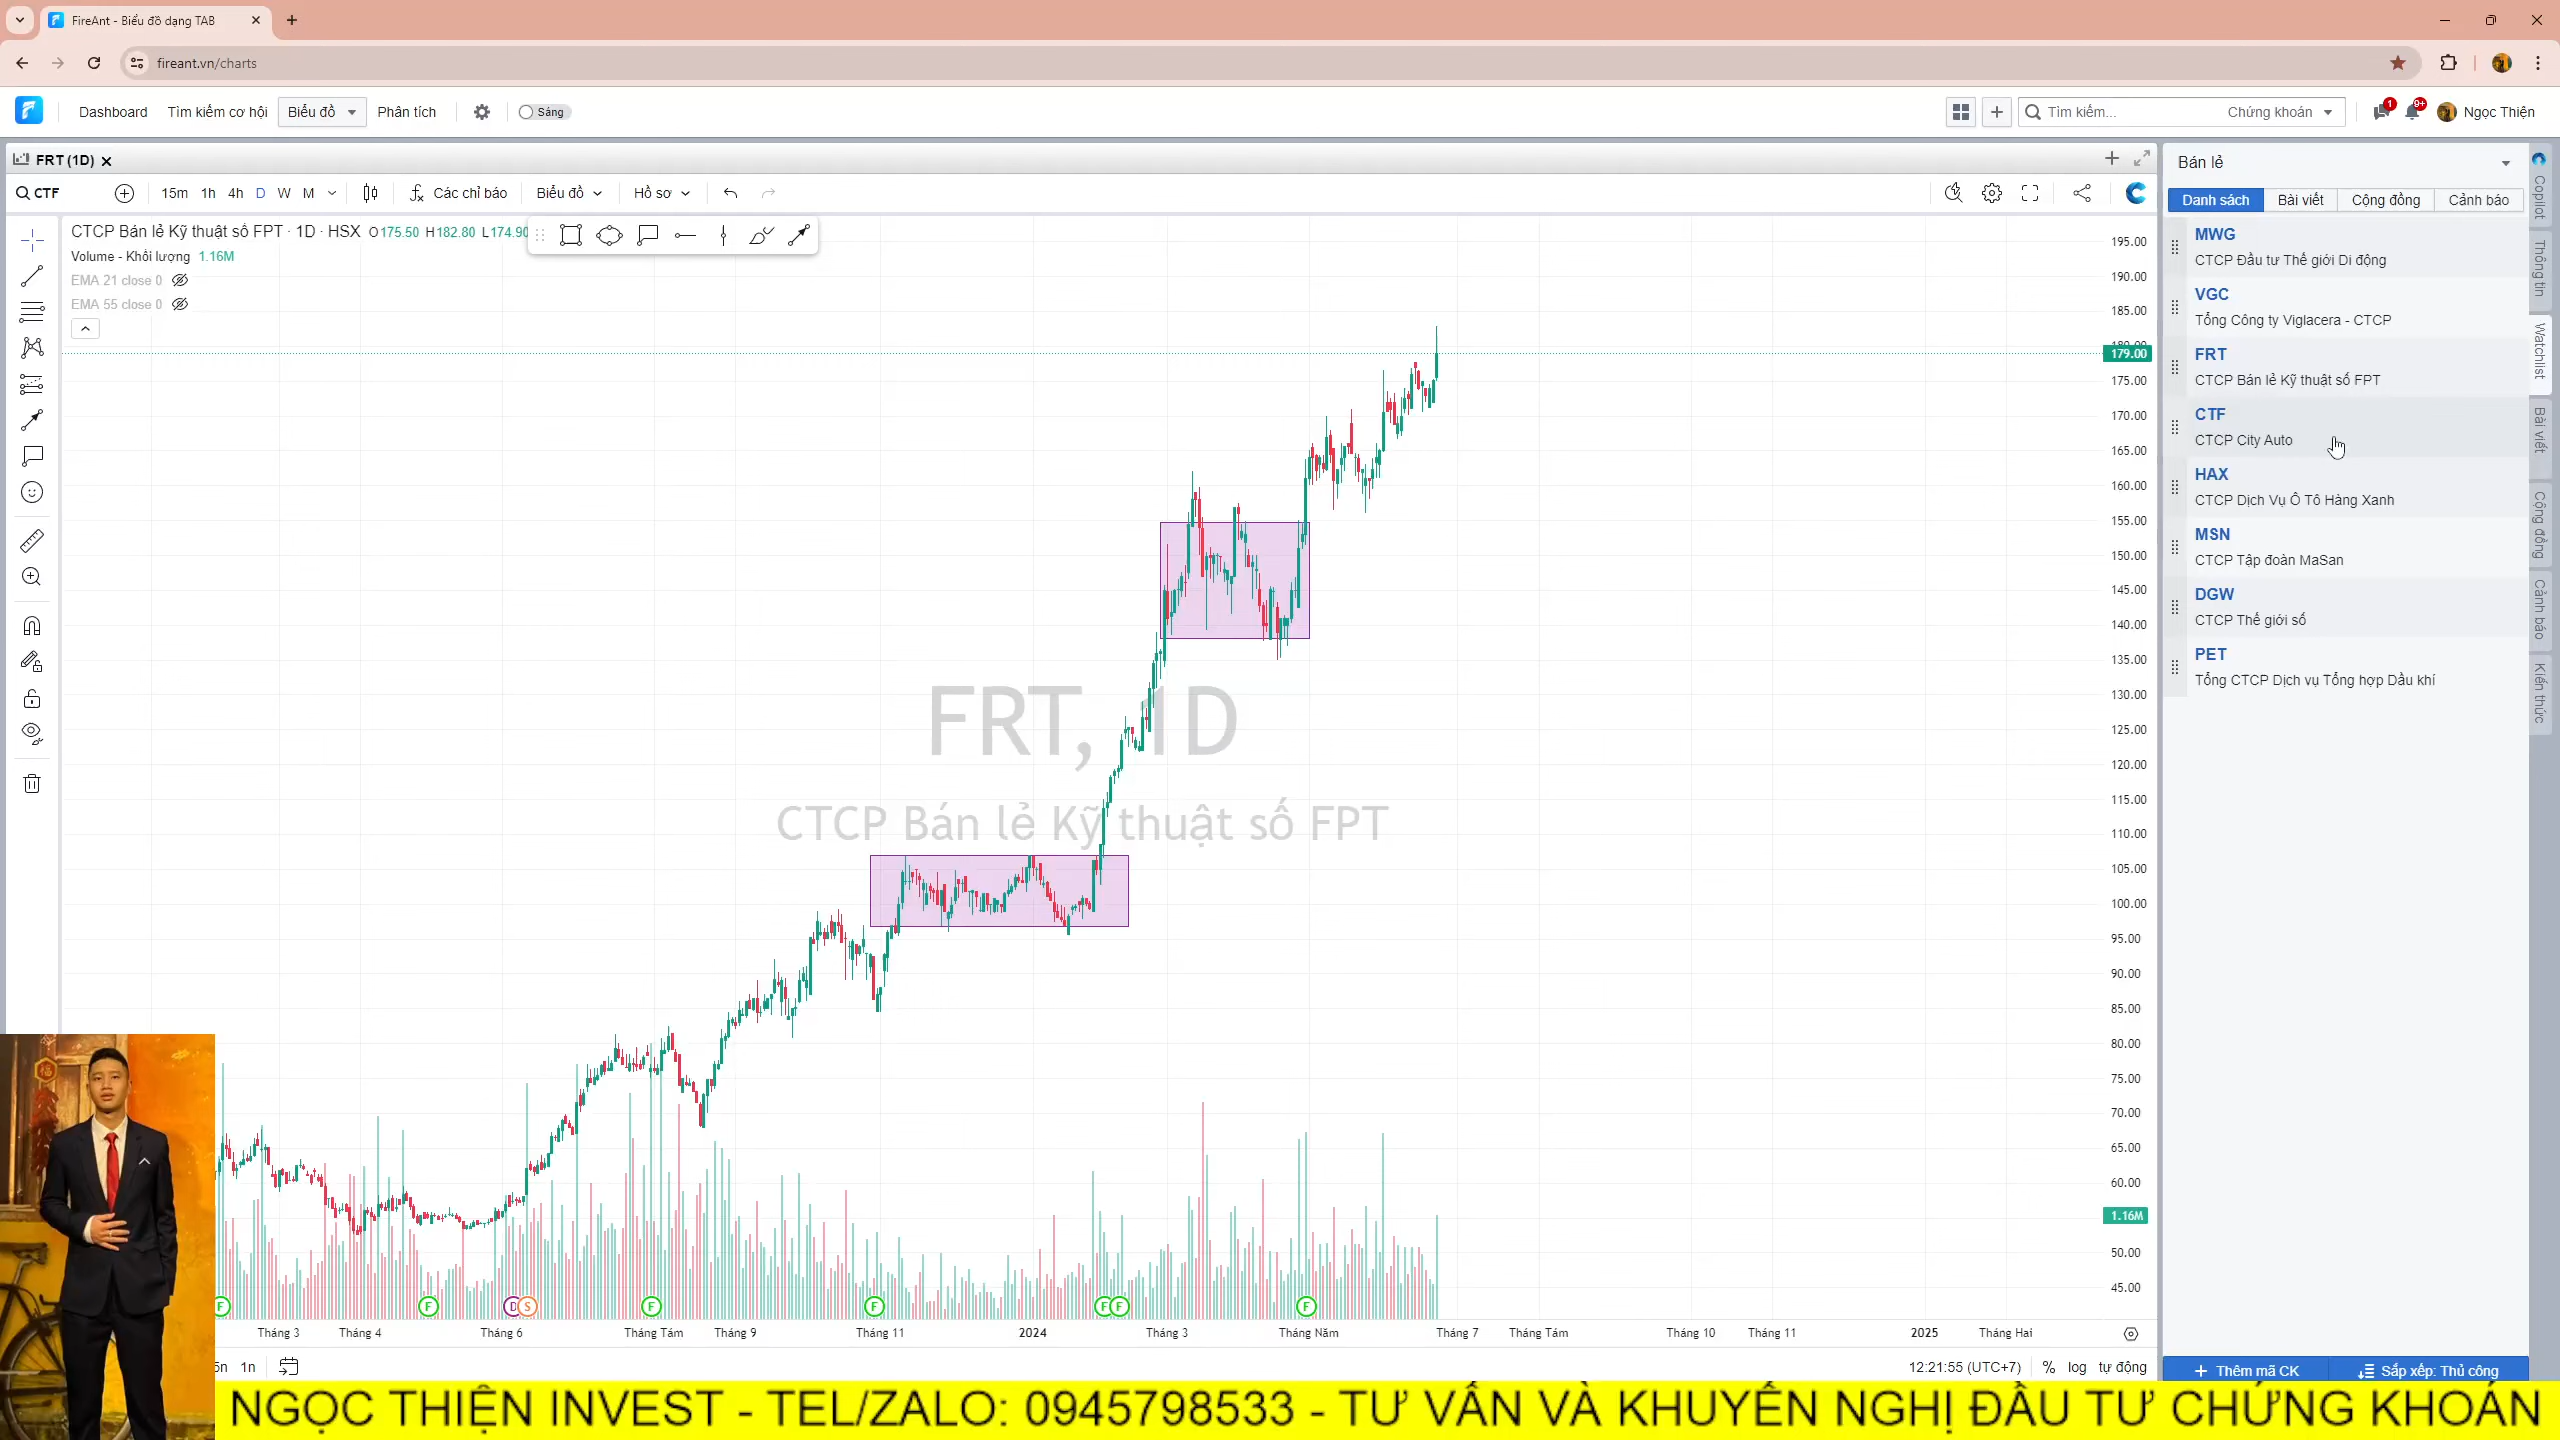 FireAnt - Biểu đồ dạng TAB
fireant.vn/charts
Dashboard
Tìm kiếm cơ hội
Biểu đồ
Phân tích
Sáng
Tìm kiếm...
Chứng khoán
1
9+
Ngọc Thiện
FRT (1D)
CTF
15m 1h 4h D W M
Các chỉ báo
Biểu đồ
Hồ sơ
CTCP Bán lẻ Kỹ thuật số FPT · 1D · HSX O175.50 H182.80 L174.90
Volume - Khối lượng 1.16M
EMA 21 close 0
EMA 55 close 0
FRT, 1D
CTCP Bán lẻ Kỹ thuật số FPT
195.00
190.00
185.00
180.00
179.00
175.00
170.00
165.00
160.00
155.00
150.00
145.00
140.00
135.00
130.00
125.00
120.00
115.00
110.00
105.00
100.00
95.00
90.00
85.00
80.00
75.00
70.00
65.00
60.00
1.16M
50.00
45.00
F F D S F F F F F
Tháng 3 Tháng 4 Tháng 6 Tháng Tám Tháng 9 Tháng 11 2024 Tháng 3 Tháng Năm Tháng 7 Tháng Tám Tháng 10 Tháng 11 2025 Tháng Hai
5n 1n
12:21:55 (UTC+7) % log tự động
Bán lẻ
Danh sách
Bài viết
Cộng đồng
Cảnh báo
MWG
CTCP Đầu tư Thế giới Di động
VGC
Tổng Công ty Viglacera - CTCP
FRT
CTCP Bán lẻ Kỹ thuật số FPT
CTF
CTCP City Auto
HAX
CTCP Dịch Vụ Ô Tô Hàng Xanh
MSN
CTCP Tập đoàn MaSan
DGW
CTCP Thế giới số
PET
Tổng CTCP Dịch vụ Tổng hợp Dầu khí
Thêm mã CK
Sắp xếp: Thủ công
Copilot
Thông tin
Watchlist
Bài viết
Cộng đồng
Cảnh báo
Kiến thức
NGỌC THIỆN INVEST - TEL/ZALO: 0945798533 - TƯ VẤN VÀ KHUYẾN NGHỊ ĐẦU TƯ CHỨNG KHOÁN